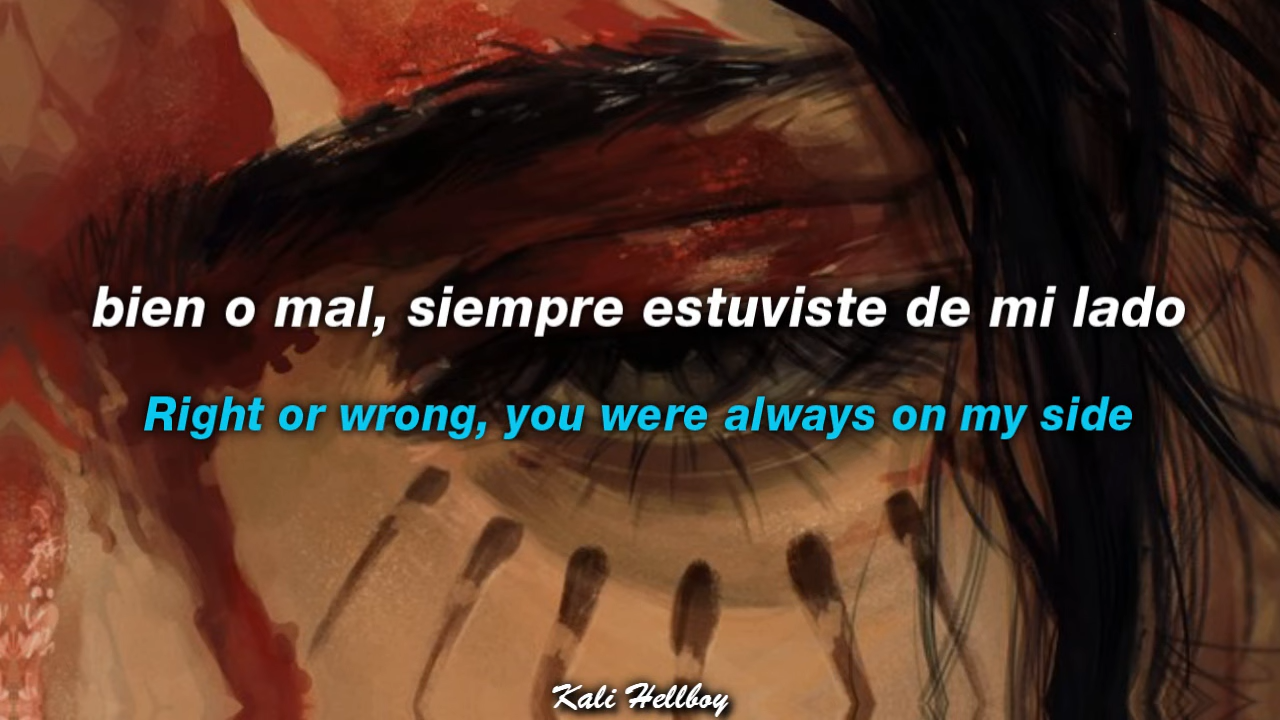 bien o mal, siempre estuviste de mi lado
Right or wrong, you were always on my side
Kali Hellboy